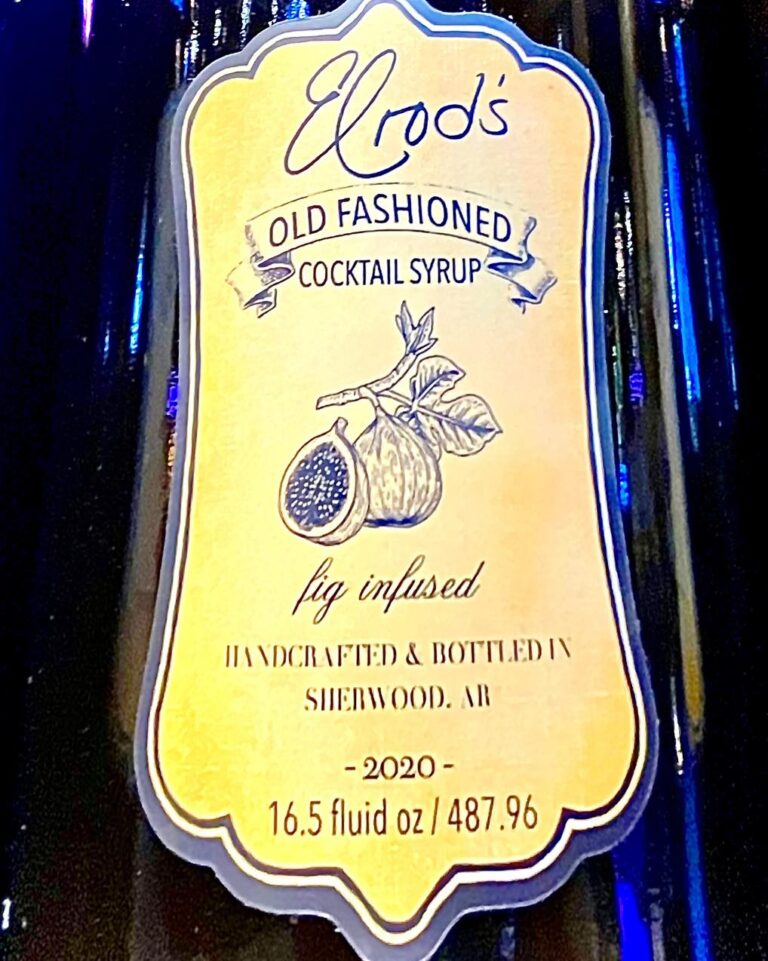 Elrod's
OLD FASHIONED
COCKTAIL SYRUP
fig infused
HANDCRAFTED & BOTTLED IN
SHERWOOD, AR
- 2020 -
16.5 fluid oz / 487.96